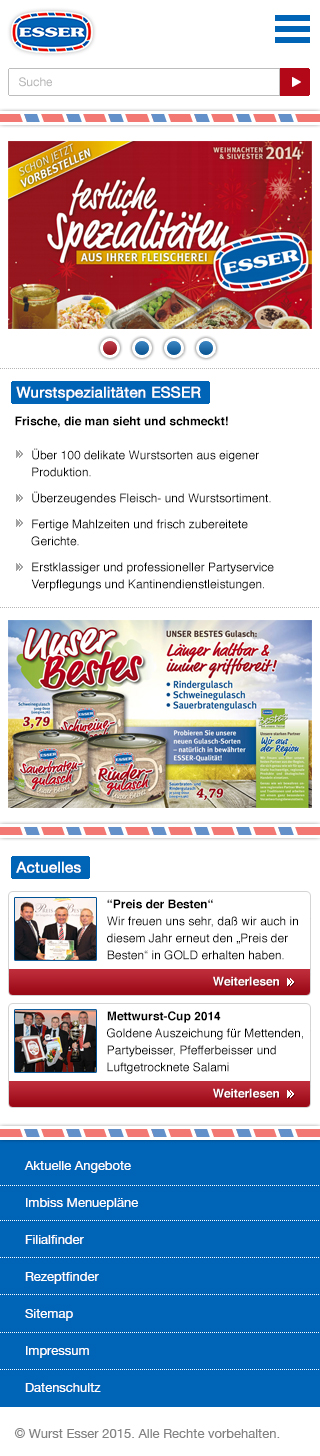 ESSER
Suche
SCHON JETZT
VORBESTELLEN
WEIHNACHTEN
& SILVESTER 2014
festliche
Spezialitäten
AUS IHRER FLEISCHEREI
ESSER
Wurstspezialitäten ESSER
Frische, die man sieht und schmeckt!
Über 100 delikate Wurstsorten aus eigener
Produktion.
Überzeugendes Fleisch- und Wurstsortiment.
Fertige Mahlzeiten und frisch zubereitete
Gerichte.
Erstklassiger und professioneller Partyservice
Verpflegungs und Kantinendienstleistungen.
Unser
Bestes
UNSER BESTES Gulasch:
Länger haltbar &
immer griffbereit!
• Rindergulasch
• Schweinegulasch
• Sauerbratengulasch
Schweinegulasch
3,79
Schweine-
gulasch
Sauerbraten-
gulasch
Rinder-
gulasch
Probieren Sie unsere
neuen Gulasch-Sorten
– natürlich in bewährter
ESSER-Qualität!
4,79
Unsere starken Partner
Wir aus
der Region
Actuelles
“Preis der Besten“
Wir freuen uns sehr, daß wir auch in
diesem Jahr erneut den „Preis der
Besten“ in GOLD erhalten haben.
Weiterlesen
Mettwurst-Cup 2014
Goldene Auszeichung für Mettenden,
Partybeisser, Pfefferbeisser und
Luftgetrocknete Salami
Weiterlesen
Aktuelle Angebote
Imbiss Menuepläne
Filialfinder
Rezeptfinder
Sitemap
Impressum
Datenschultz
© Wurst Esser 2015. Alle Rechte vorbehalten.